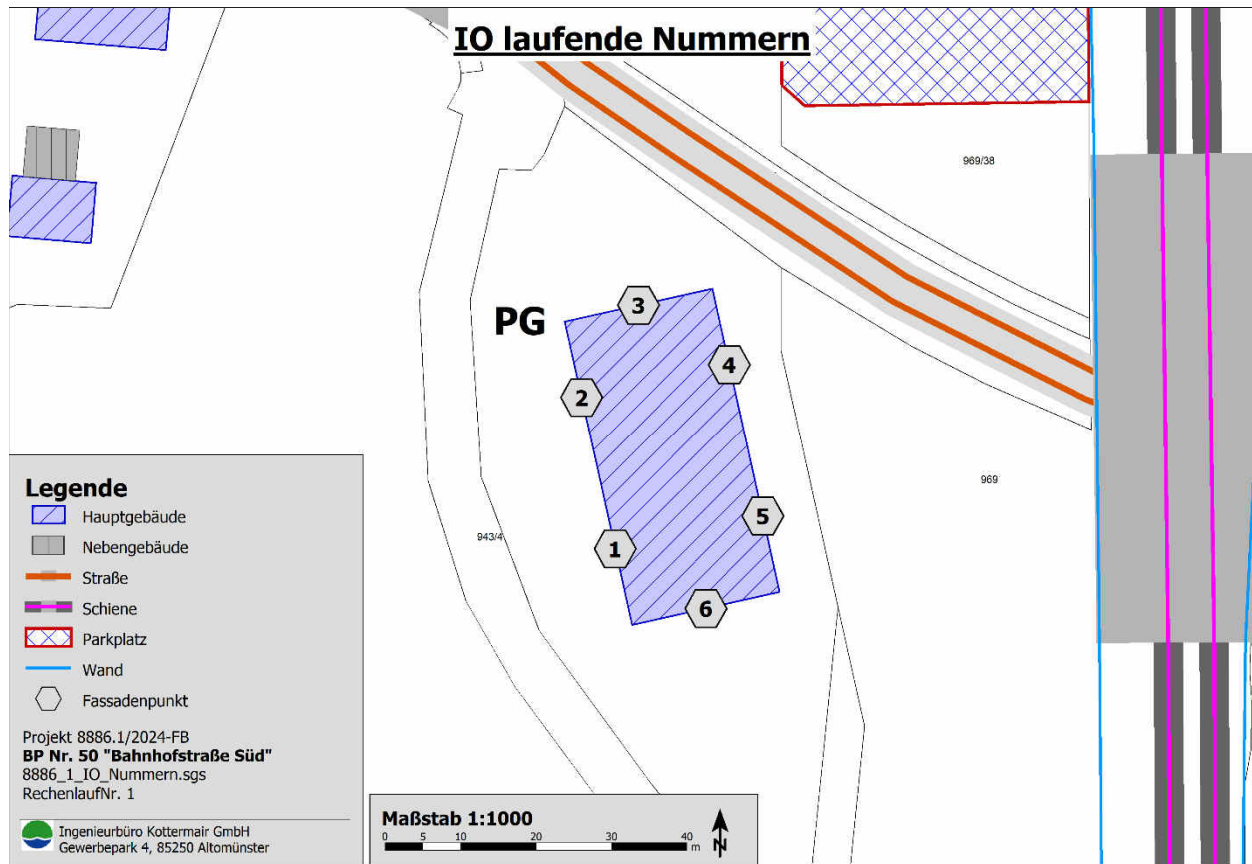 IO laufende Nummern
969/38
3
PG
4
2
969
5
943/4
1
6
Legende
Hauptgebäude
Nebengebäude
Straße
Schiene
Parkplatz
Wand
Fassadenpunkt
Projekt 8886.1/2024-FB
BP Nr. 50 "Bahnhofstraße Süd"
8886_1_IO_Nummern.sgs
RechenlaufNr. 1
Ingenieurbüro Kottermair GmbH
Gewerbepark 4, 85250 Altomünster
Maßstab 1:1000
0 5 10 20 30 40
m
N